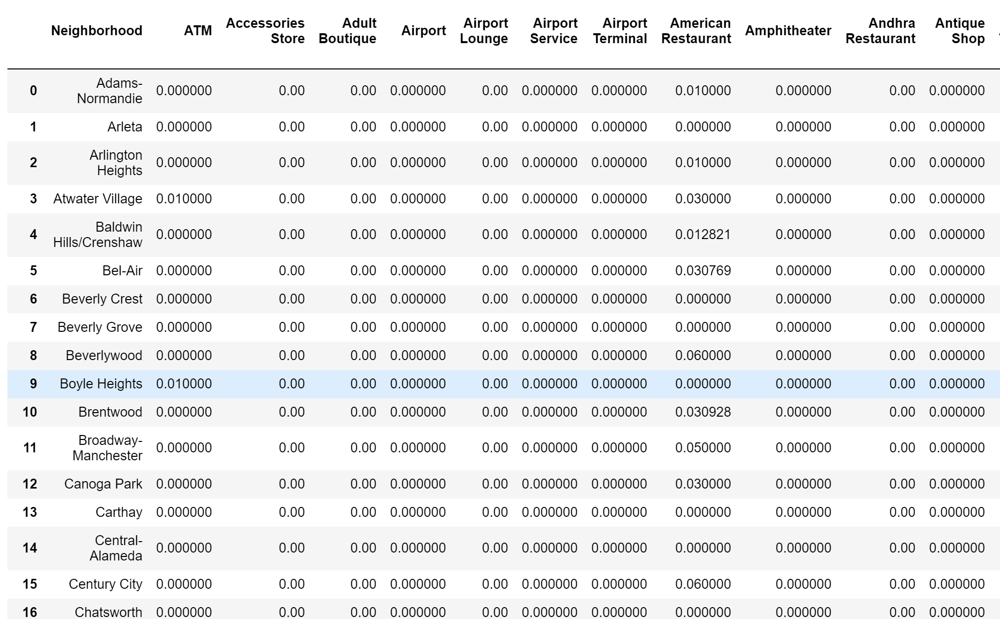 Neighborhood ATM Accessories Store Adult Boutique Airport Airport Lounge Airport Service Airport Terminal American Restaurant Amphitheater Andhra Restaurant Antique Shop
0 Adams-Normandie 0.000000 0.00 0.00 0.000000 0.00 0.000000 0.000000 0.010000 0.000000 0.00 0.000000
1 Arleta 0.000000 0.00 0.00 0.000000 0.00 0.000000 0.000000 0.000000 0.000000 0.00 0.000000
2 Arlington Heights 0.000000 0.00 0.00 0.000000 0.00 0.000000 0.000000 0.010000 0.000000 0.00 0.000000
3 Atwater Village 0.010000 0.00 0.00 0.000000 0.00 0.000000 0.000000 0.030000 0.000000 0.00 0.000000
4 Baldwin Hills/Crenshaw 0.000000 0.00 0.00 0.000000 0.00 0.000000 0.000000 0.012821 0.000000 0.00 0.000000
5 Bel-Air 0.000000 0.00 0.00 0.000000 0.00 0.000000 0.000000 0.030769 0.000000 0.00 0.000000
6 Beverly Crest 0.000000 0.00 0.00 0.000000 0.00 0.000000 0.000000 0.000000 0.000000 0.00 0.000000
7 Beverly Grove 0.000000 0.00 0.00 0.000000 0.00 0.000000 0.000000 0.000000 0.000000 0.00 0.000000
8 Beverlywood 0.000000 0.00 0.00 0.000000 0.00 0.000000 0.000000 0.060000 0.000000 0.00 0.000000
9 Boyle Heights 0.010000 0.00 0.00 0.000000 0.00 0.000000 0.000000 0.000000 0.000000 0.00 0.000000
10 Brentwood 0.000000 0.00 0.00 0.000000 0.00 0.000000 0.000000 0.030928 0.000000 0.00 0.000000
11 Broadway-Manchester 0.000000 0.00 0.00 0.000000 0.00 0.000000 0.000000 0.050000 0.000000 0.00 0.000000
12 Canoga Park 0.000000 0.00 0.00 0.000000 0.00 0.000000 0.000000 0.030000 0.000000 0.00 0.000000
13 Carthay 0.000000 0.00 0.00 0.000000 0.00 0.000000 0.000000 0.000000 0.000000 0.00 0.000000
14 Central-Alameda 0.000000 0.00 0.00 0.000000 0.00 0.000000 0.000000 0.000000 0.000000 0.00 0.000000
15 Century City 0.000000 0.00 0.00 0.000000 0.00 0.000000 0.000000 0.060000 0.000000 0.00 0.000000
16 Chatsworth 0.000000 0.00 0.00 0.000000 0.00 0.000000 0.000000 0.000000 0.000000 0.00 0.000000